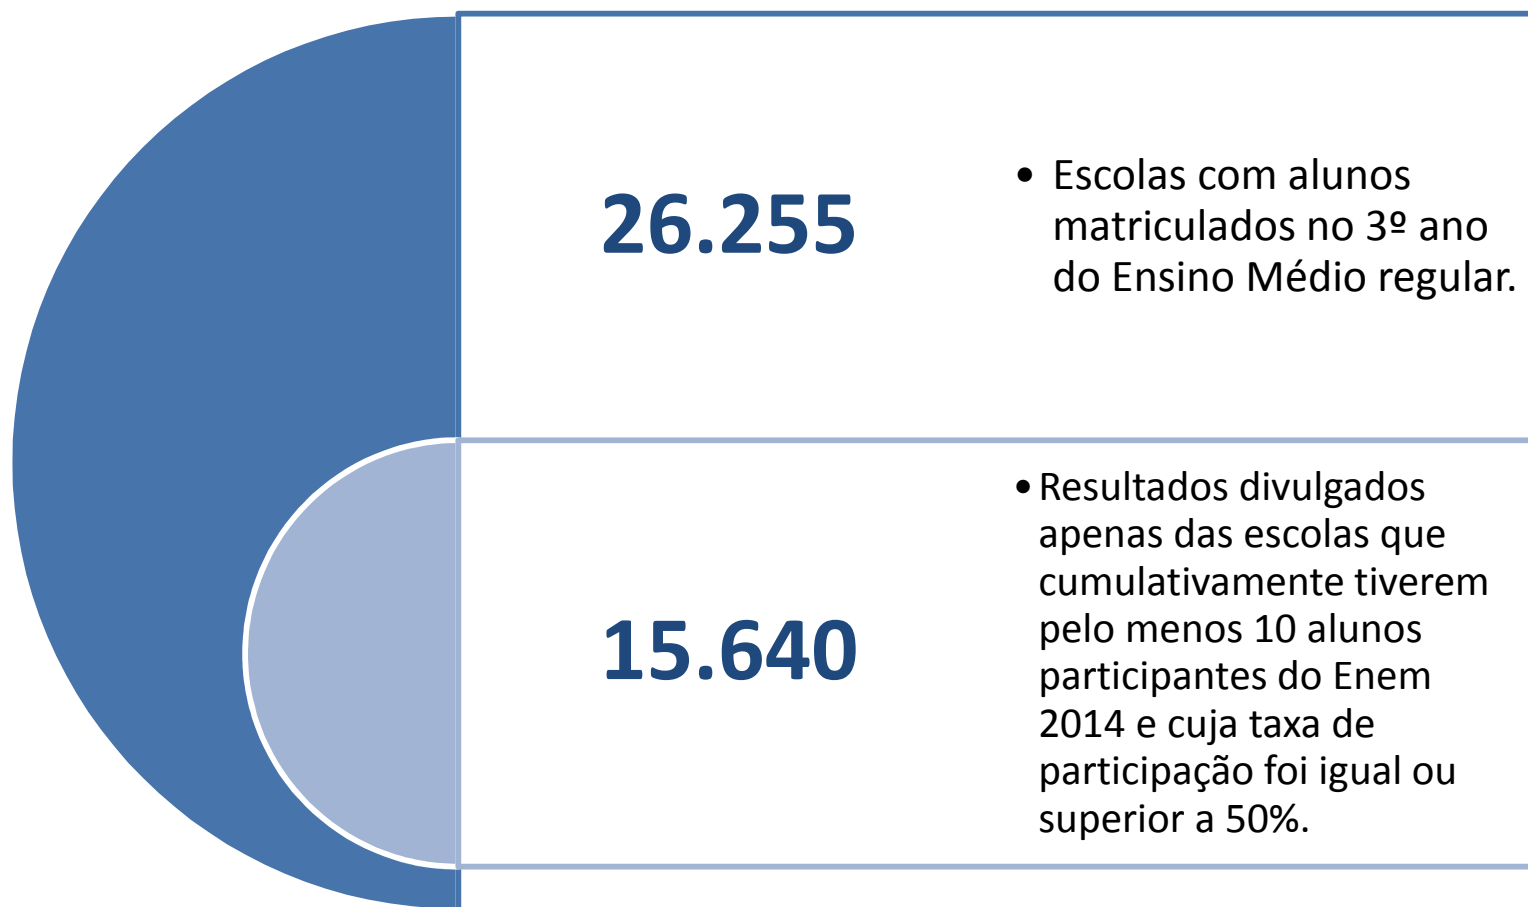 26.255
• Escolas com alunos
matriculados no 3º ano
do Ensino Médio regular.
15.640
• Resultados divulgados
apenas das escolas que
cumulativamente tiverem
pelo menos 10 alunos
participantes do Enem
2014 e cuja taxa de
participação foi igual ou
superior a 50%.